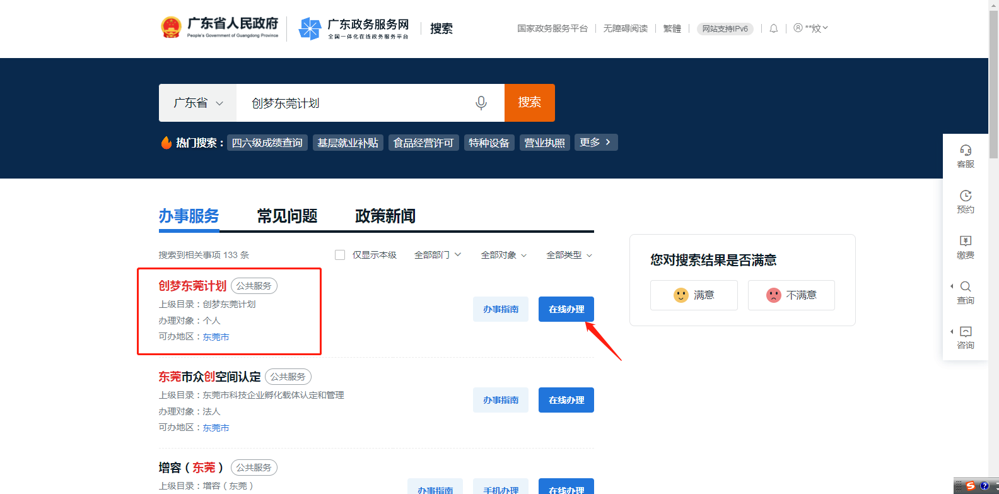 广东省人民政府
People's Government of Guangdong Province
广东政务服务网
全国一体化在线政务服务平台
搜索
国家政务服务平台
无障碍阅读
繁體
网站支持IPv6
**炆
广东省
创梦东莞计划
搜索
热门搜索：
四六级成绩查询
基层就业补贴
食品经营许可
特种设备
营业执照
更多
客服
预约
缴费
查询
咨询
办事服务
常见问题
政策新闻
搜索到相关事项 133 条
仅显示本级
全部部门
全部对象
全部类型
创梦东莞计划 公共服务
上级目录：创梦东莞计划
办理对象：个人
可办地区：东莞市
办事指南
在线办理
您对搜索结果是否满意
满意
不满意
东莞市众创空间认定 公共服务
上级目录：东莞市科技企业孵化载体认定和管理
办理对象：法人
可办地区：东莞市
办事指南
在线办理
增容（东莞） 公共服务
上级目录：增容（东莞）
办事指南
手机办理
在线办理